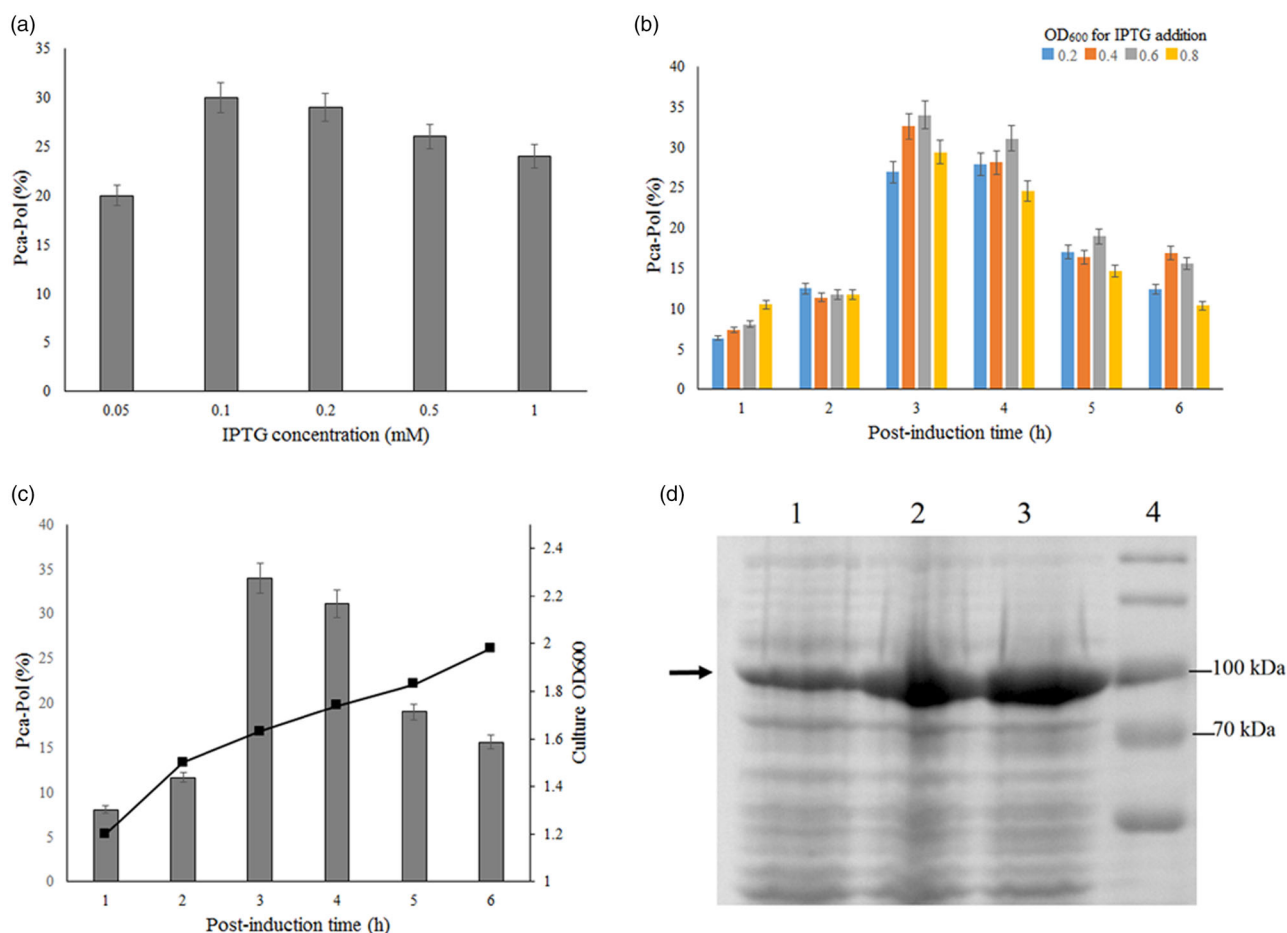 (a)
35
30
25
20
15
10
5
0
Pca-Pol (%)
0.05 0.1 0.2 0.5 1
IPTG concentration (mM)
(b)
OD600 for IPTG addition
0.2 0.4 0.6 0.8
40
35
30
25
20
15
10
5
0
Pca-Pol (%)
1 2 3 4 5 6
Post-induction time (h)
(c)
40
35
30
25
20
15
10
5
0
Pca-Pol (%)
2.4
2.2
2
1.8
1.6
1.4
1.2
1
Culture OD600
1 2 3 4 5 6
Post-induction time (h)
(d)
1 2 3 4
100 kDa
70 kDa